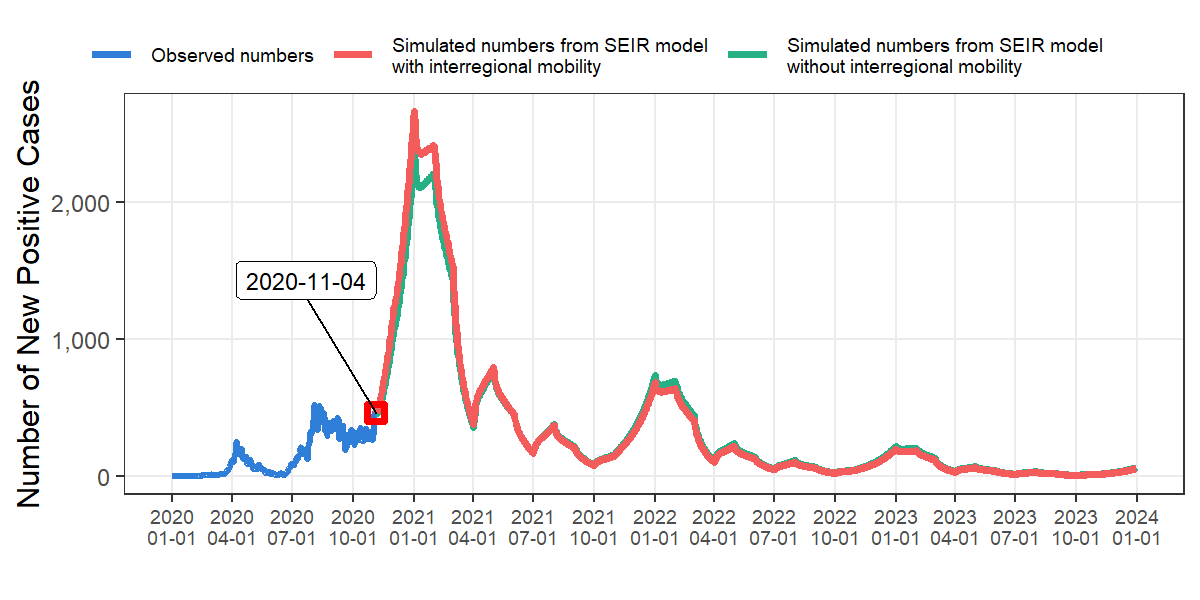 Observed numbers
Simulated numbers from SEIR model
with interregional mobility
Simulated numbers from SEIR model
without interregional mobility
Number of New Positive Cases
2,000
1,000
0
2020-11-04
2020 2020 2020 2020 2021 2021 2021 2021 2022 2022 2022 2022 2023 2023 2023 2023 2024
01-01 04-01 07-01 10-01 01-01 04-01 07-01 10-01 01-01 04-01 07-01 10-01 01-01 04-01 07-01 10-01 01-01